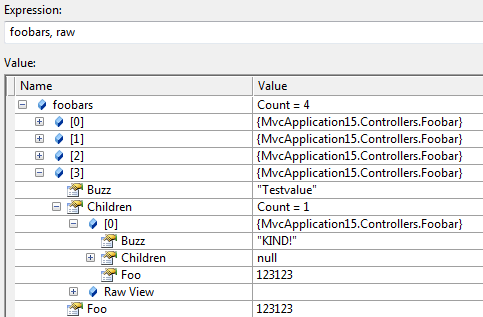 Expression:
foobars, raw
Value:
Name Value
foobars Count = 4
[0] {MvcApplication15.Controllers.Foobar}
[1] {MvcApplication15.Controllers.Foobar}
[2] {MvcApplication15.Controllers.Foobar}
[3] {MvcApplication15.Controllers.Foobar}
Buzz "Testvalue"
Children Count = 1
[0] {MvcApplication15.Controllers.Foobar}
Buzz "KIND!"
Children null
Foo 123123
Raw View
Foo 123123